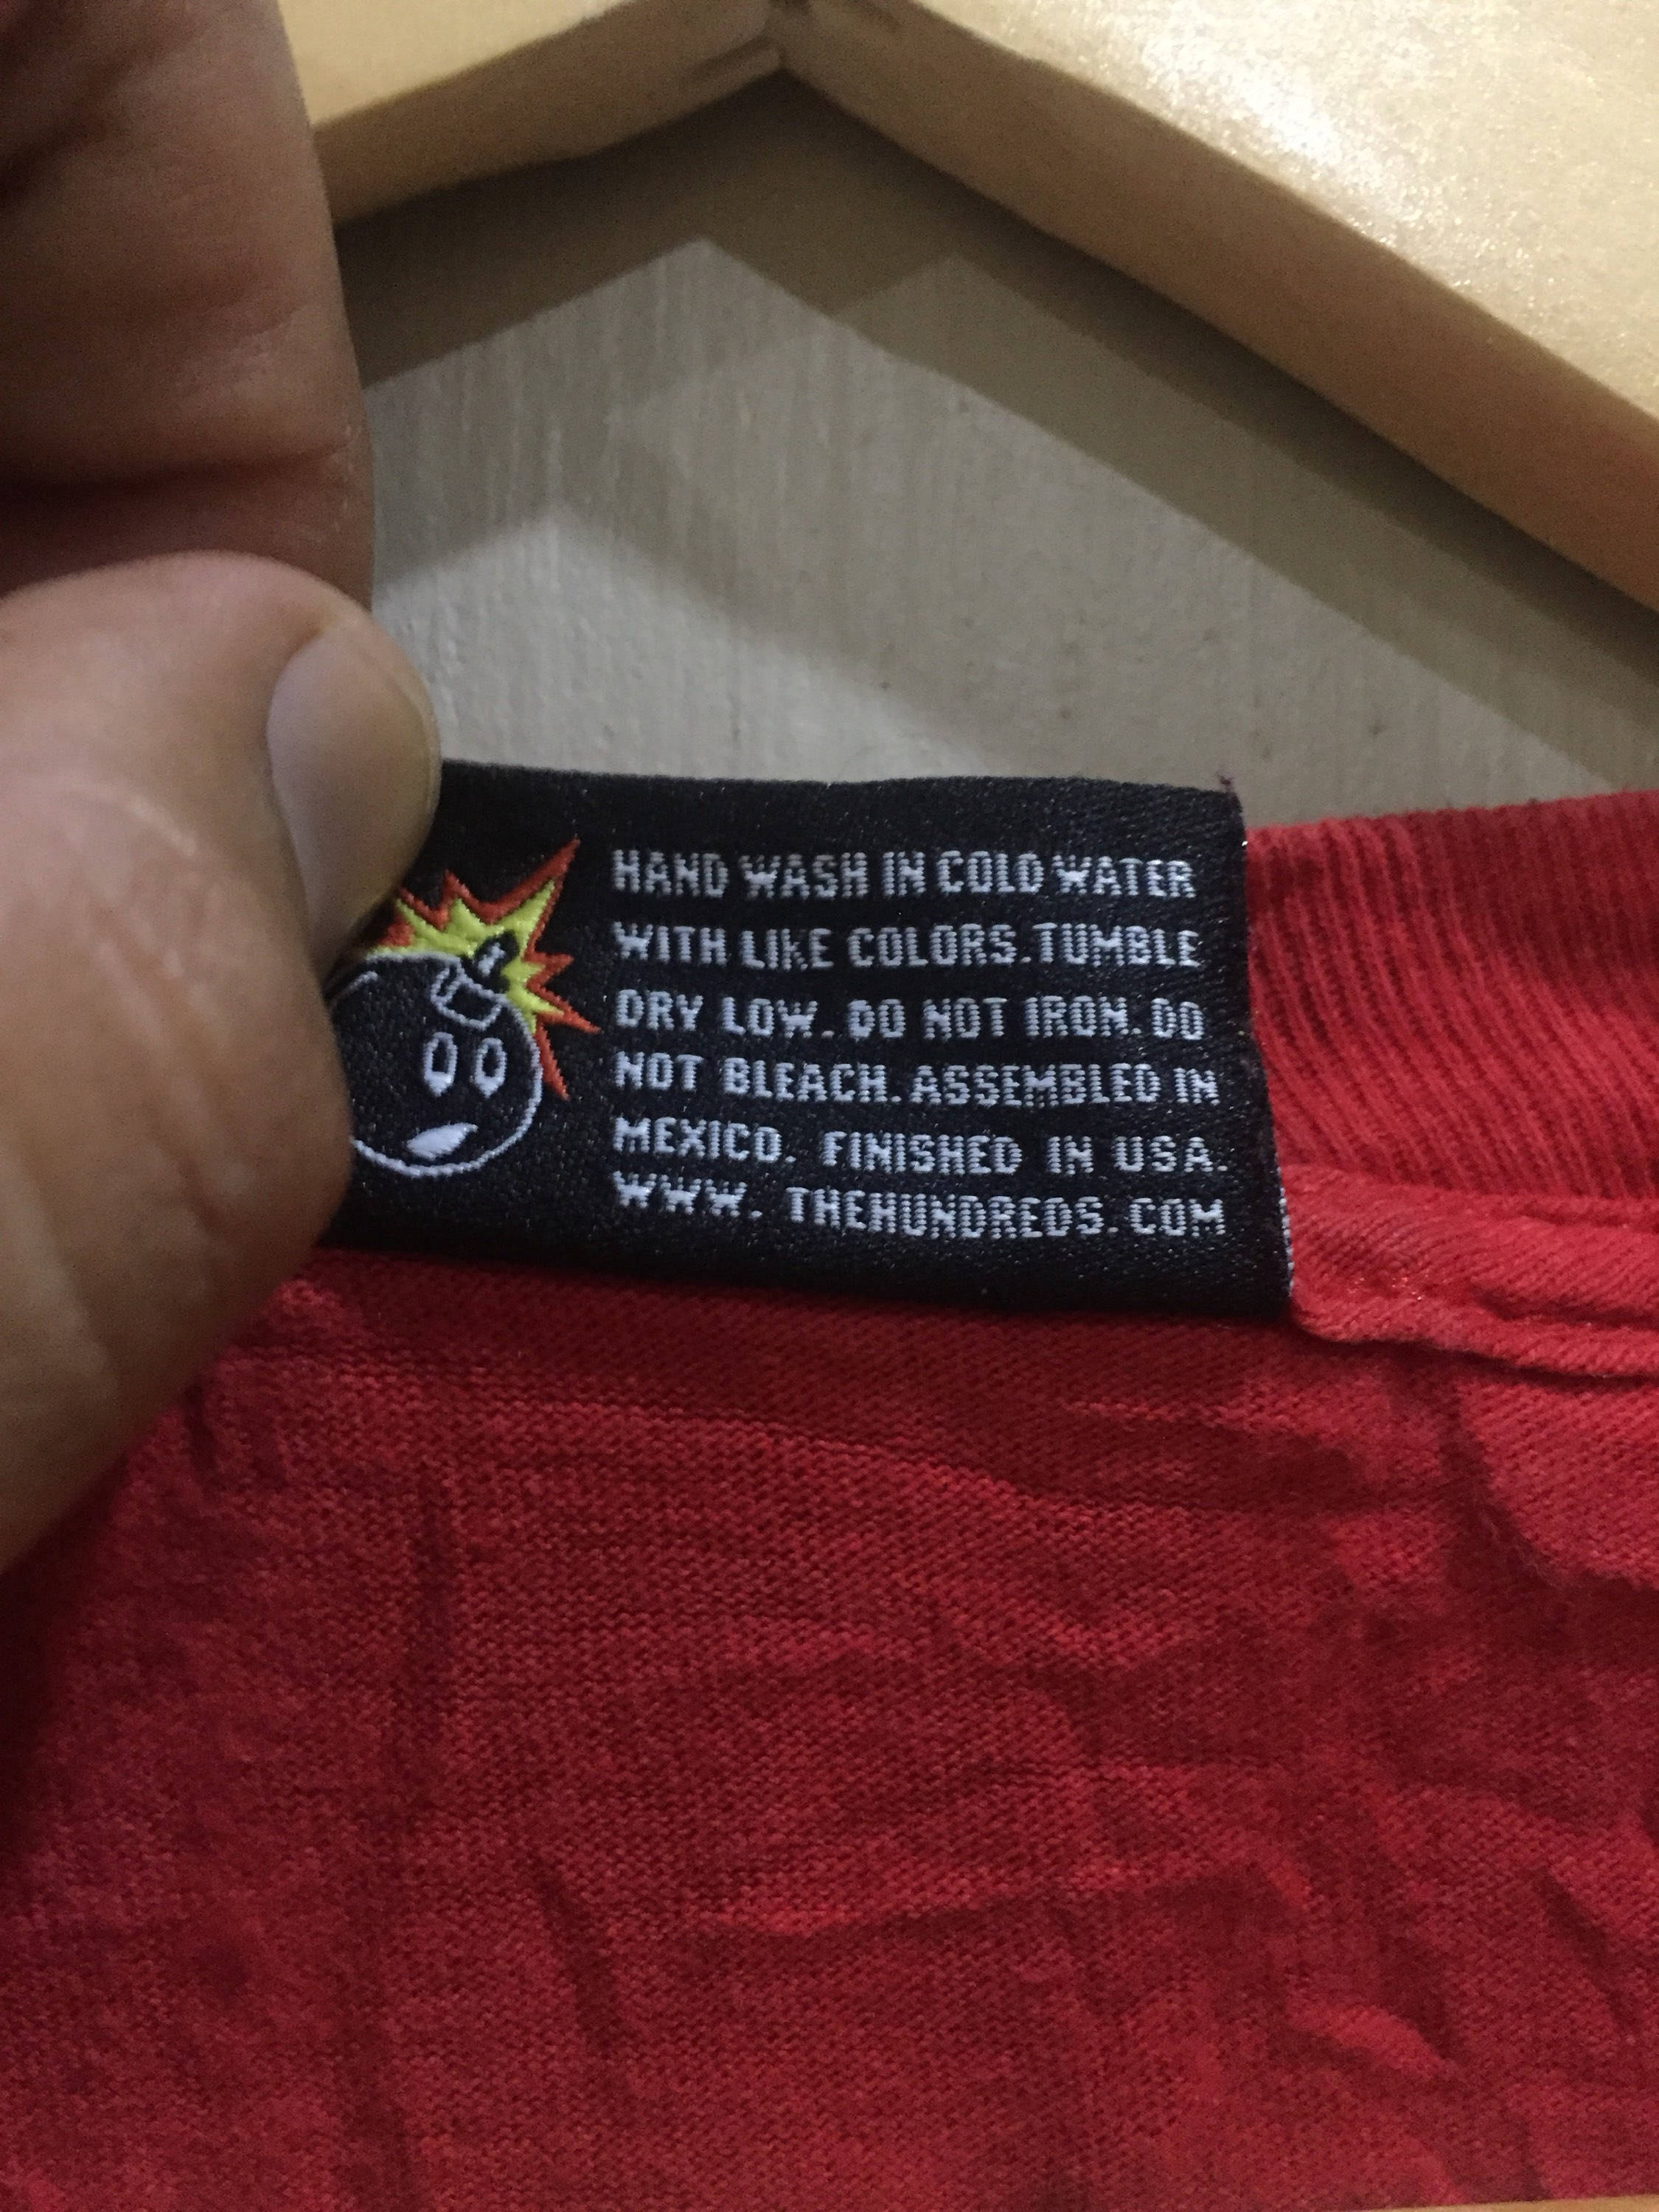 HAND WASH IN COLD WATER
WITH LIKE COLORS.TUMBLE
DRY LOW. DO NOT IRON. DO
NOT BLEACH. ASSEMBLED IN
MEXICO. FINISHED IN USA.
WWW. THEHUNDREDS. COM